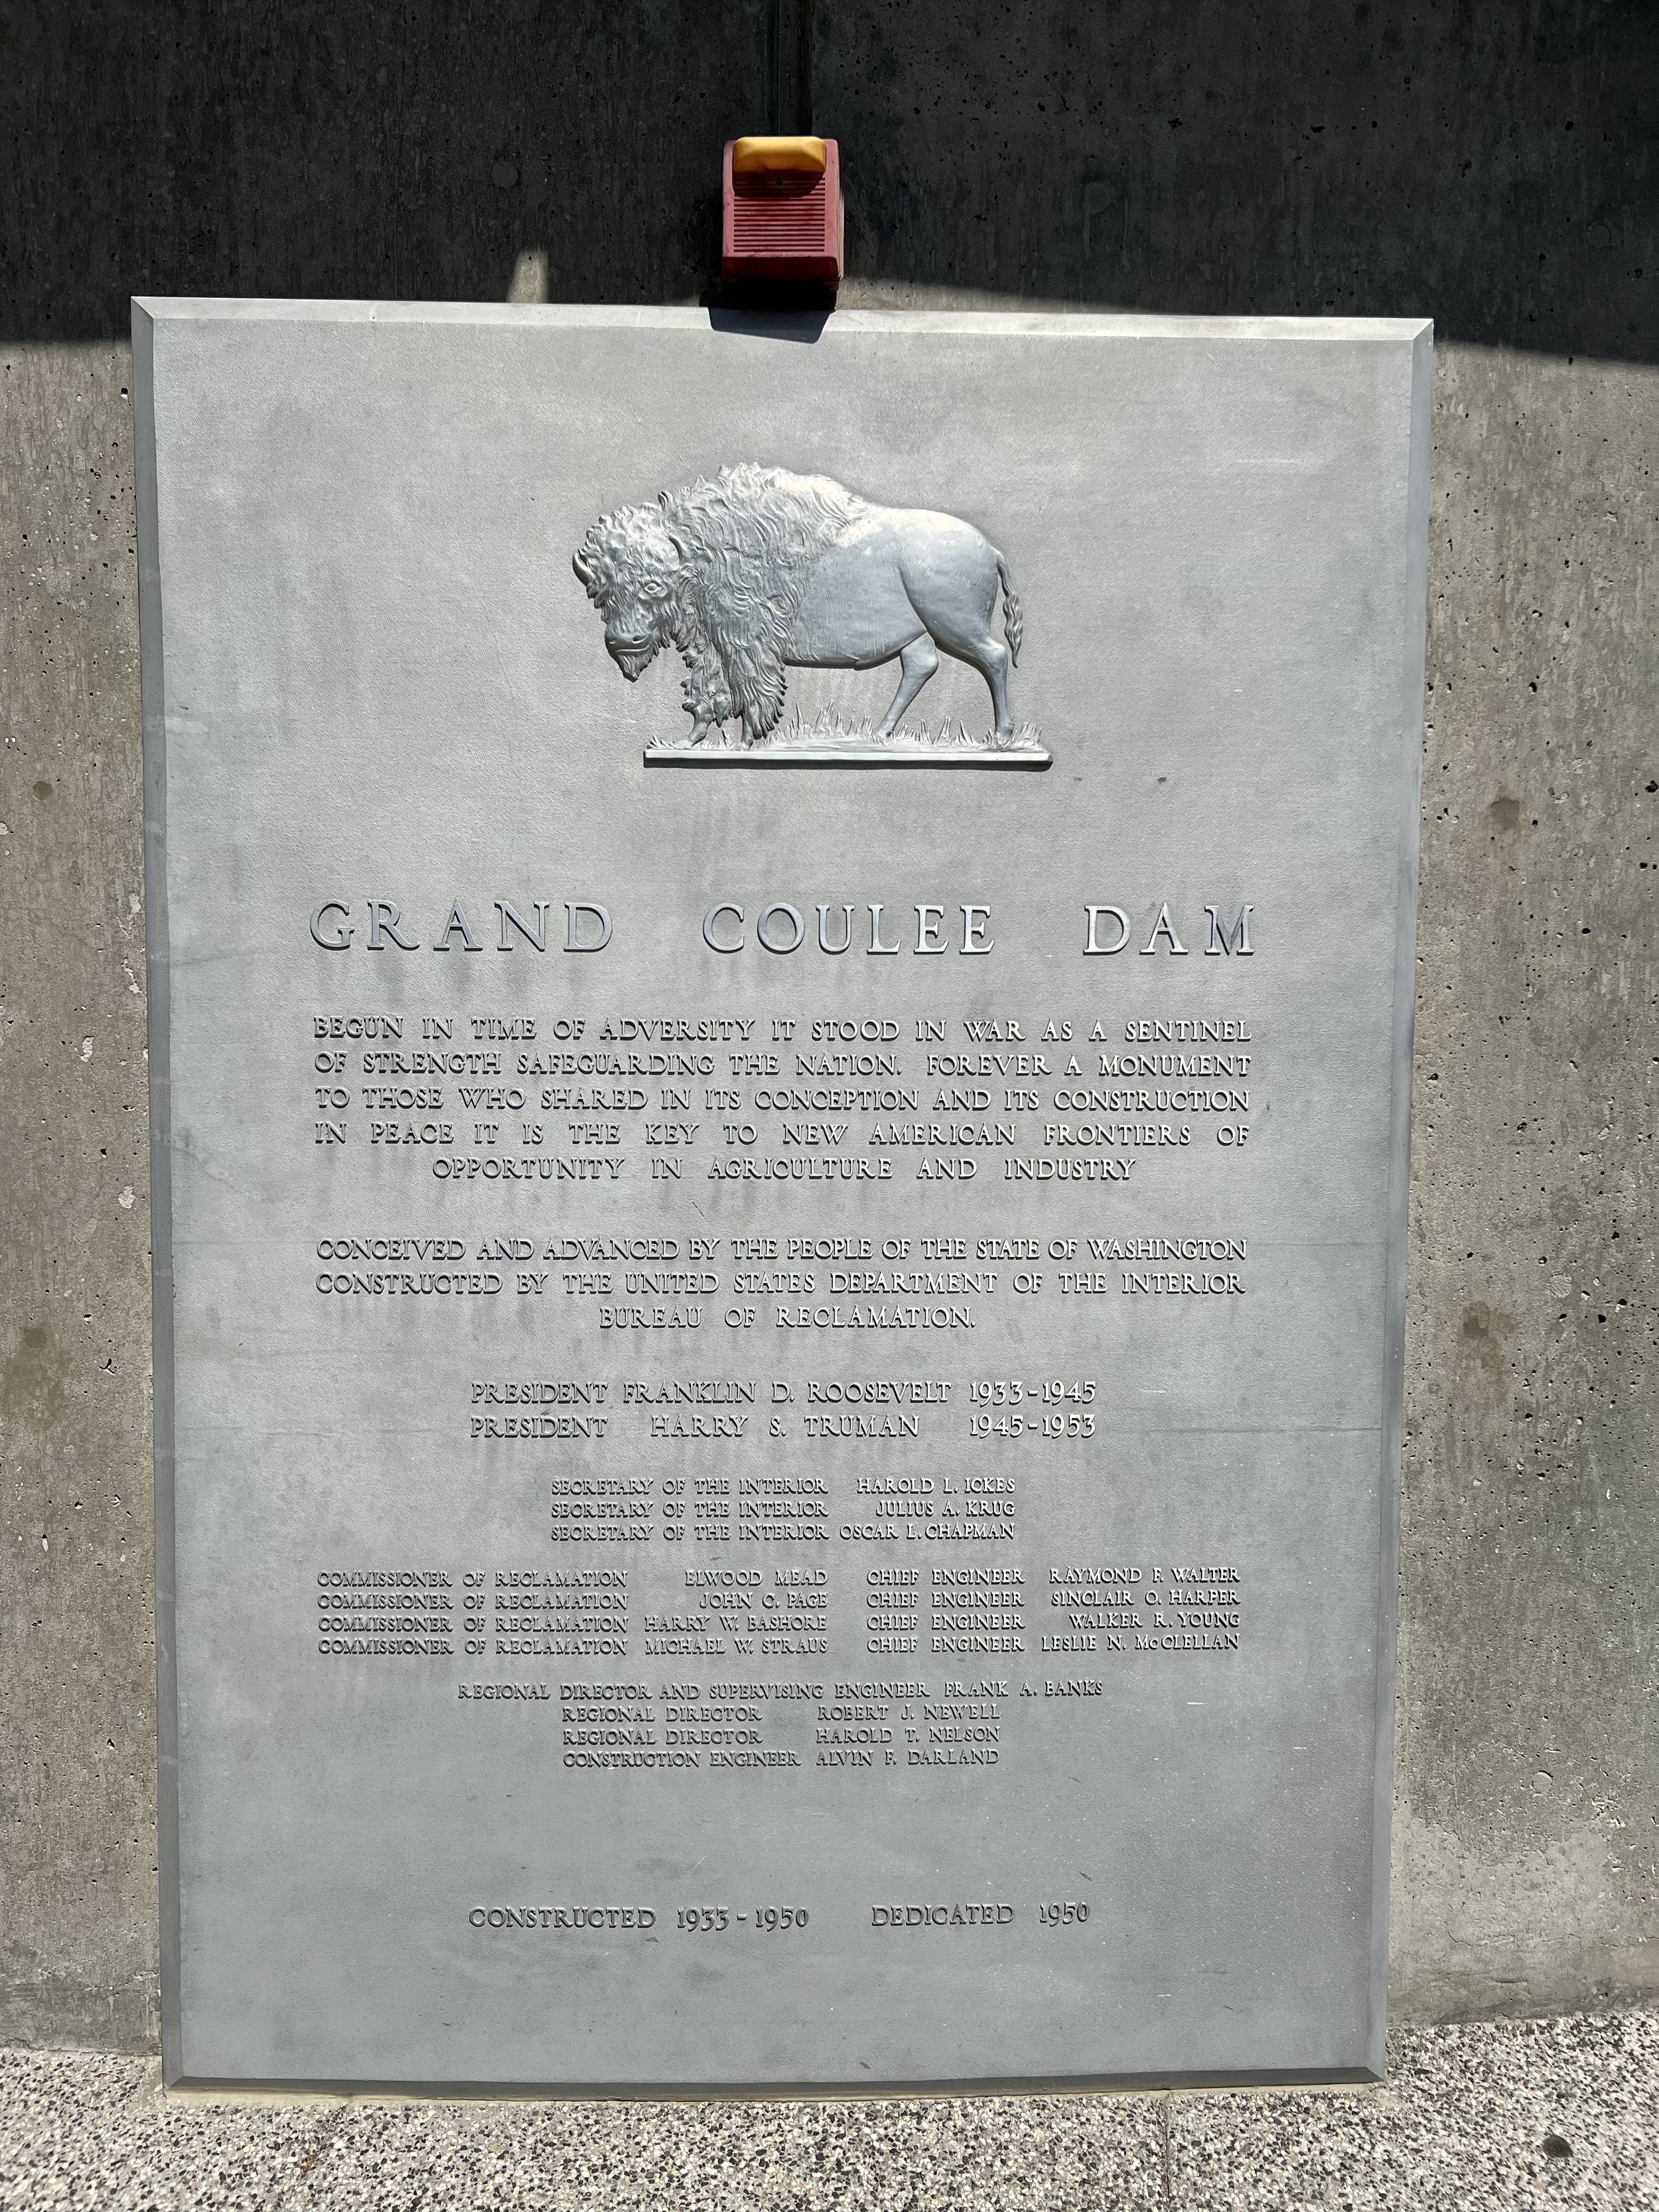 GRAND COULEE DAM
BEGUN IN TIME OF ADVERSITY IT STOOD IN WAR AS A SENTINEL
OF STRENGTH SAFEGUARDING THE NATION. FOREVER A MONUMENT
TO THOSE WHO SHARED IN ITS CONCEPTION AND ITS CONSTRUCTION
IN PEACE IT IS THE KEY TO NEW AMERICAN FRONTIERS OF
OPPORTUNITY IN AGRICULTURE AND INDUSTRY
CONCEIVED AND ADVANCED BY THE PEOPLE OF THE STATE OF WASHINGTON
CONSTRUCTED BY THE UNITED STATES DEPARTMENT OF THE INTERIOR
BUREAU OF RECLAMATION.
PRESIDENT FRANKLIN D. ROOSEVELT 1933-1945
PRESIDENT HARRY S. TRUMAN 1945-1953
SECRETARY OF THE INTERIOR HAROLD L. ICKES
SECRETARY OF THE INTERIOR JULIUS A. KRUG
SECRETARY OF THE INTERIOR OSCAR L. CHAPMAN
COMMISSIONER OF RECLAMATION ELWOOD MEAD CHIEF ENGINEER RAYMOND F. WALTER
COMMISSIONER OF RECLAMATION JOHN C. PAGE CHIEF ENGINEER SINCLAIR O. HARPER
COMMISSIONER OF RECLAMATION HARRY W. BASHORE CHIEF ENGINEER WALKER R. YOUNG
COMMISSIONER OF RECLAMATION MICHAEL W. STRAUS CHIEF ENGINEER LESLIE N. McCLELLAN
REGIONAL DIRECTOR AND SUPERVISING ENGINEER FRANK A. BANKS
REGIONAL DIRECTOR ROBERT J. NEWELL
REGIONAL DIRECTOR HAROLD T. NELSON
CONSTRUCTION ENGINEER ALVIN F. DARLAND
CONSTRUCTED 1933-1950 DEDICATED 1950